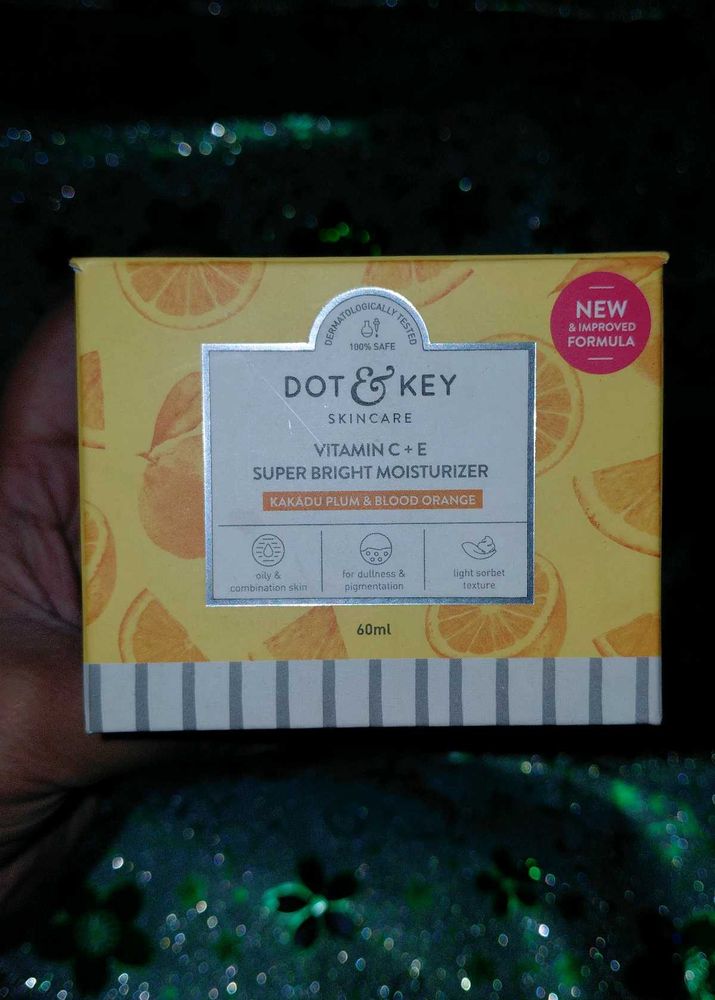 DERMATOLOGICALLY TESTED
100% SAFE
NEW
& IMPROVED
FORMULA
DOT & KEY
SKINCARE
VITAMIN C + E
SUPER BRIGHT MOISTURIZER
KAKADU PLUM & BLOOD ORANGE
oily &
combination skin
for dullness &
pigmentation
light sorbet
texture
60ml